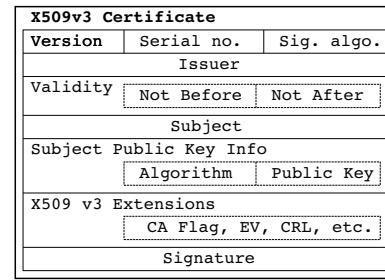 X509v3 Certificate
Version Serial no. Sig. algo.
Issuer
Validity Not Before Not After
Subject
Subject Public Key Info
Algorithm Public Key
X509 v3 Extensions
CA Flag, EV, CRL, etc.
Signature